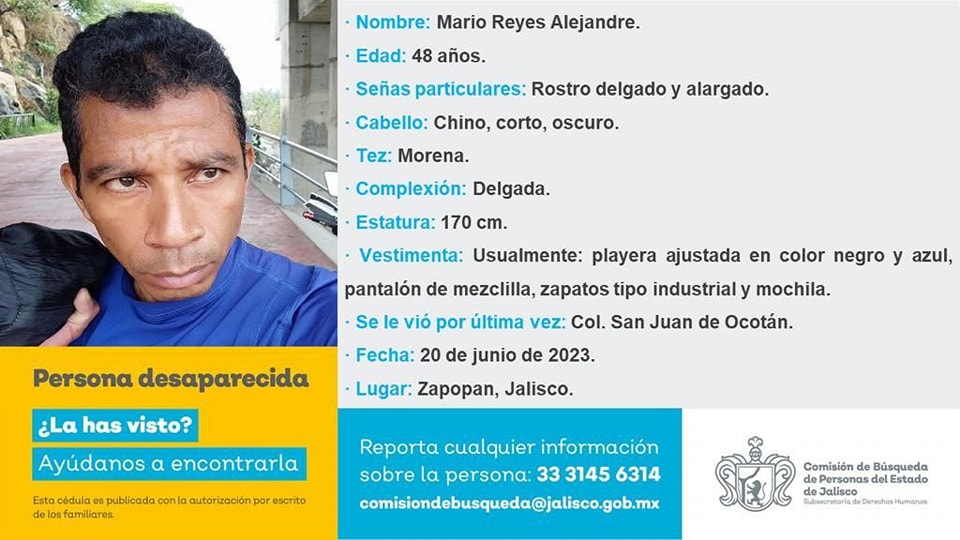 · Nombre: Mario Reyes Alejandre.
· Edad: 48 años.
· Señas particulares: Rostro delgado y alargado.
· Cabello: Chino, corto, oscuro.
· Tez: Morena.
· Complexión: Delgada.
· Estatura: 170 cm.
· Vestimenta: Usualmente: playera ajustada en color negro y azul,
pantalón de mezclilla, zapatos tipo industrial y mochila.
· Se le vió por última vez: Col. San Juan de Ocotán.
· Fecha: 20 de junio de 2023.
· Lugar: Zapopan, Jalisco.
Persona desaparecida
¿La has visto?
Ayúdanos a encontrarla
Esta cédula es publicada con la autorización por escrito
de los familiares.
Reporta cualquier información
sobre la persona: 33 3145 6314
comisiondebusqueda@jalisco.gob.mx
Comisión de Búsqueda
de Personas del Estado
de Jalisco
Subsecretaría de Derechos Humanos